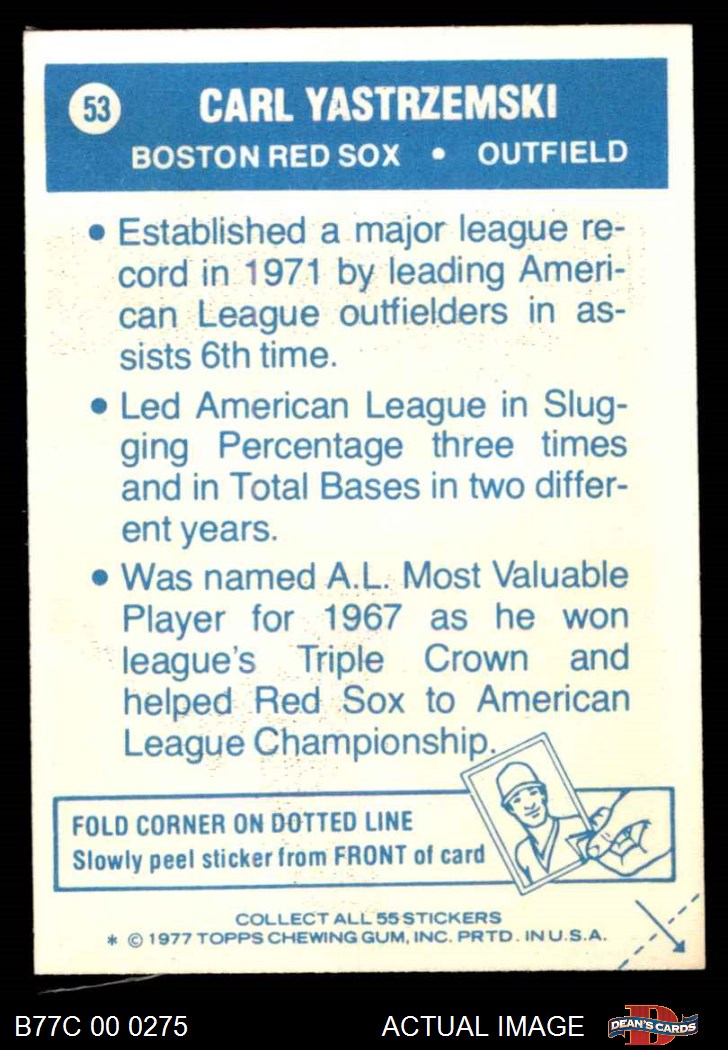 53
CARL YASTRZEMSKI
BOSTON RED SOX • OUTFIELD
• Established a major league re-
cord in 1971 by leading Ameri-
can League outfielders in as-
sists 6th time.
• Led American League in Slug-
ging Percentage three times
and in Total Bases in two differ-
ent years.
• Was named A.L. Most Valuable
Player for 1967 as he won
league's Triple Crown and
helped Red Sox to American
League Championship.
FOLD CORNER ON DOTTED LINE
Slowly peel sticker from FRONT of card
COLLECT ALL 55 STICKERS
* © 1977 TOPPS CHEWING GUM, INC. PRTD. IN U.S.A.
B77C 00 0275
ACTUAL IMAGE
D
DEAN'S CARDS